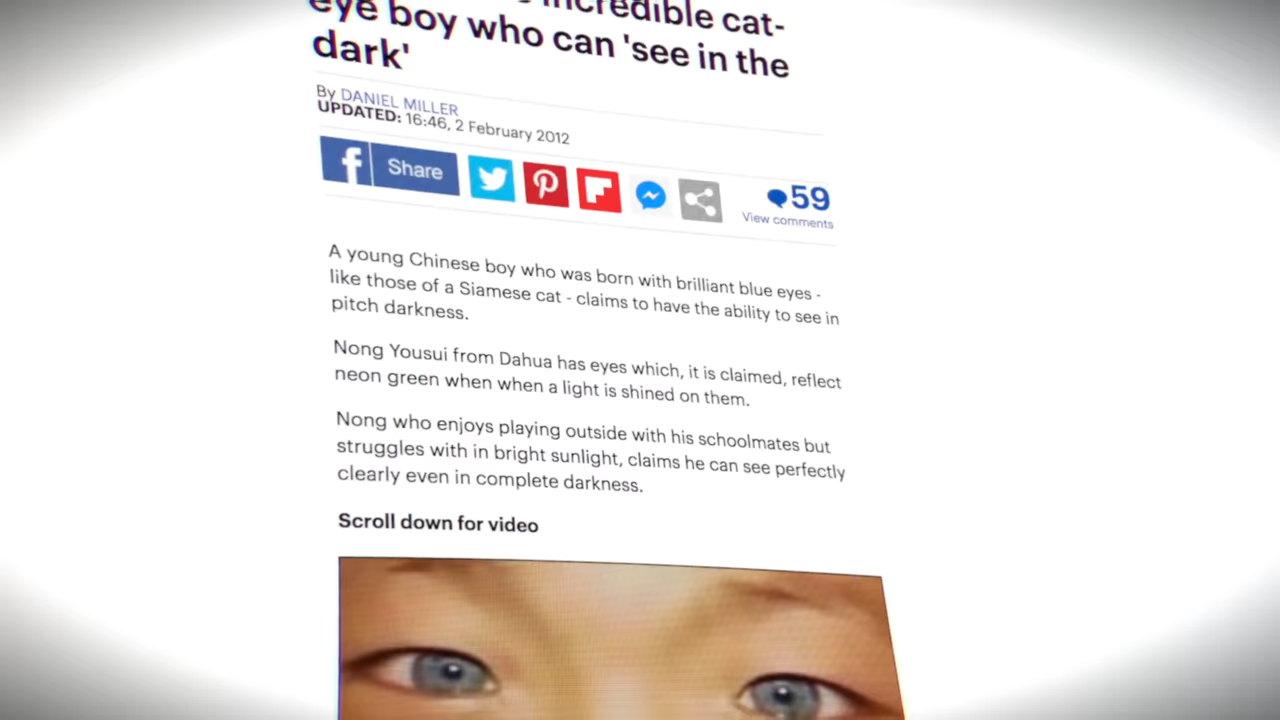 incredible cat-
eye boy who can 'see in the
dark'
By DANIEL MILLER
UPDATED: 16:46, 2 February 2012
f Share
59
View comments
A young Chinese boy who was born with brilliant blue eyes -
like those of a Siamese cat - claims to have the ability to see in
pitch darkness.
Nong Yousui from Dahua has eyes which, it is claimed, reflect
neon green when when a light is shined on them.
Nong who enjoys playing outside with his schoolmates but
struggles with in bright sunlight, claims he can see perfectly
clearly even in complete darkness.
Scroll down for video